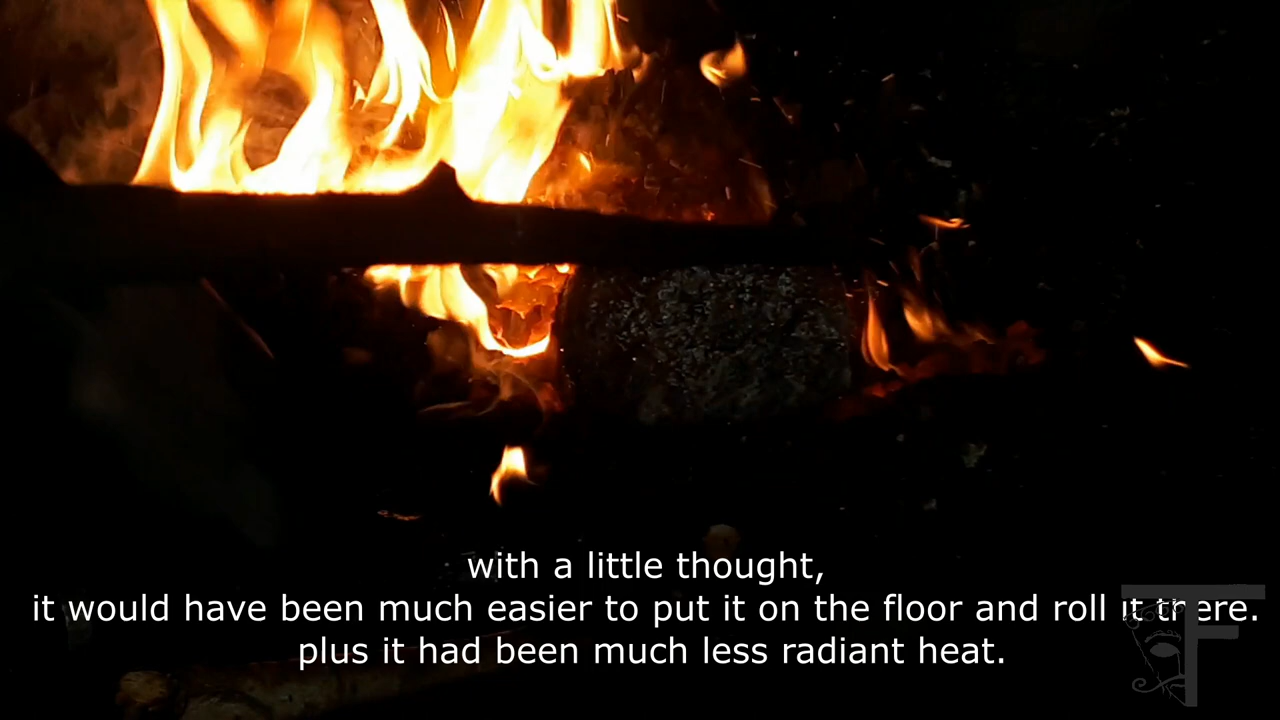 with a little thought,
it would have been much easier to put it on the floor and roll it there.
plus it had been much less radiant heat.